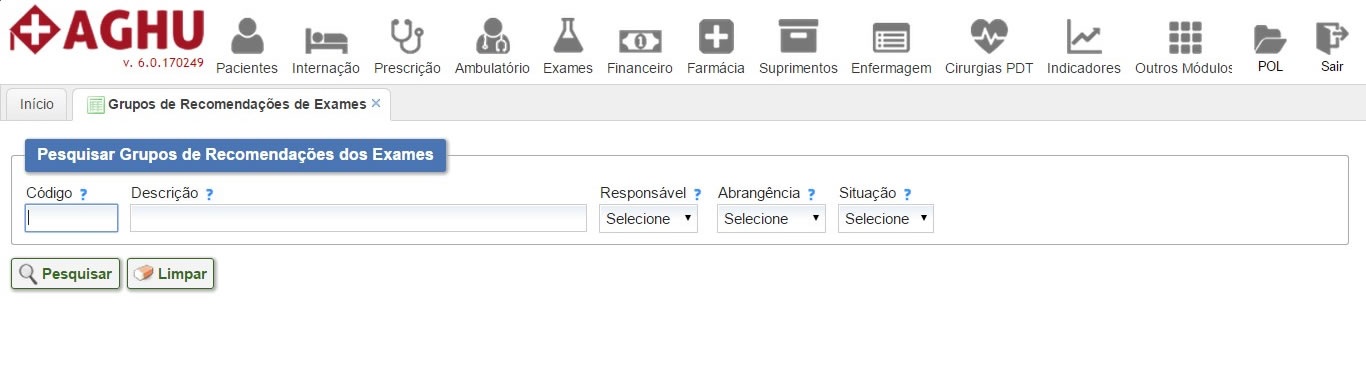 AGHU
v. 6.0.170249
Pacientes Internação Prescrição Ambulatório Exames Financeiro Farmácia Suprimentos Enfermagem Cirurgias PDT Indicadores Outros Módulos POL Sair
Início Grupos de Recomendações de Exames
Pesquisar Grupos de Recomendações dos Exames
Código ? Descrição ? Responsável ? Abrangência ? Situação ?
Selecione Selecione Selecione
Pesquisar Limpar